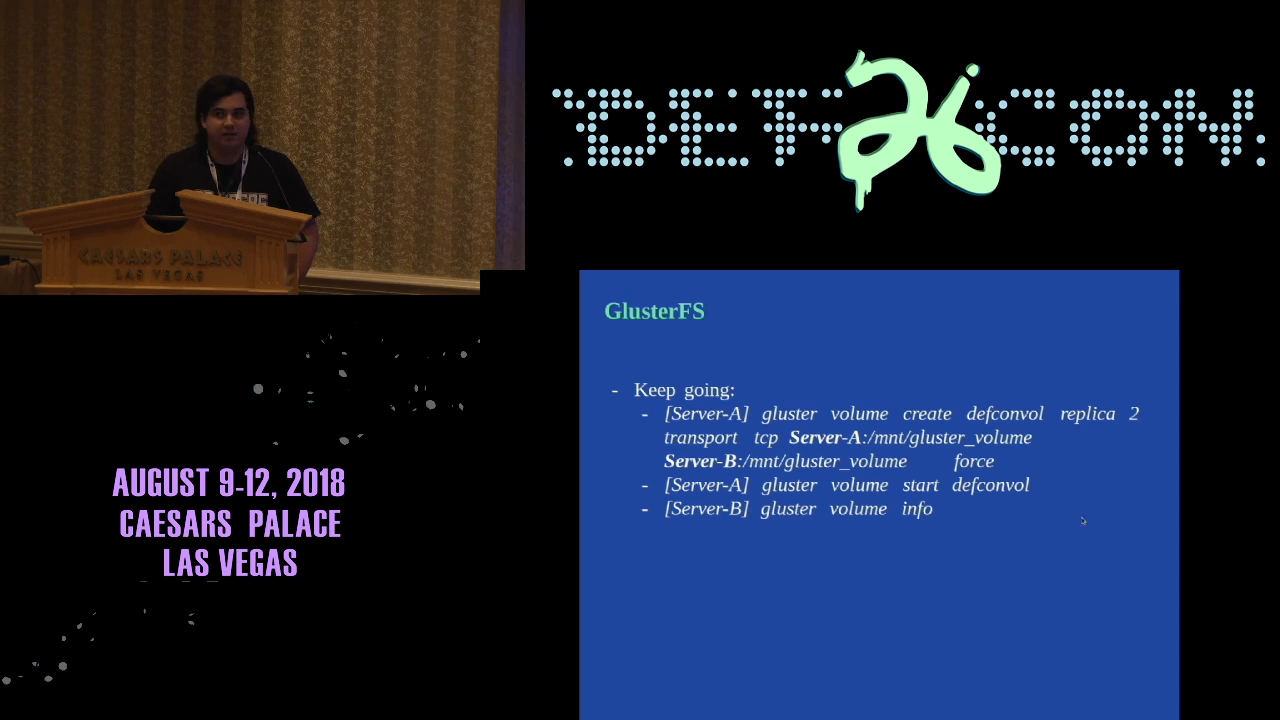 DEF CON
26
CAESARS PALACE
LAS VEGAS
GlusterFS
- Keep going:
- [Server-A] gluster volume create defconvol replica 2
transport tcp Server-A:/mnt/gluster_volume
Server-B:/mnt/gluster_volume force
- [Server-A] gluster volume start defconvol
- [Server-B] gluster volume info
AUGUST 9-12, 2018
CAESARS PALACE
LAS VEGAS